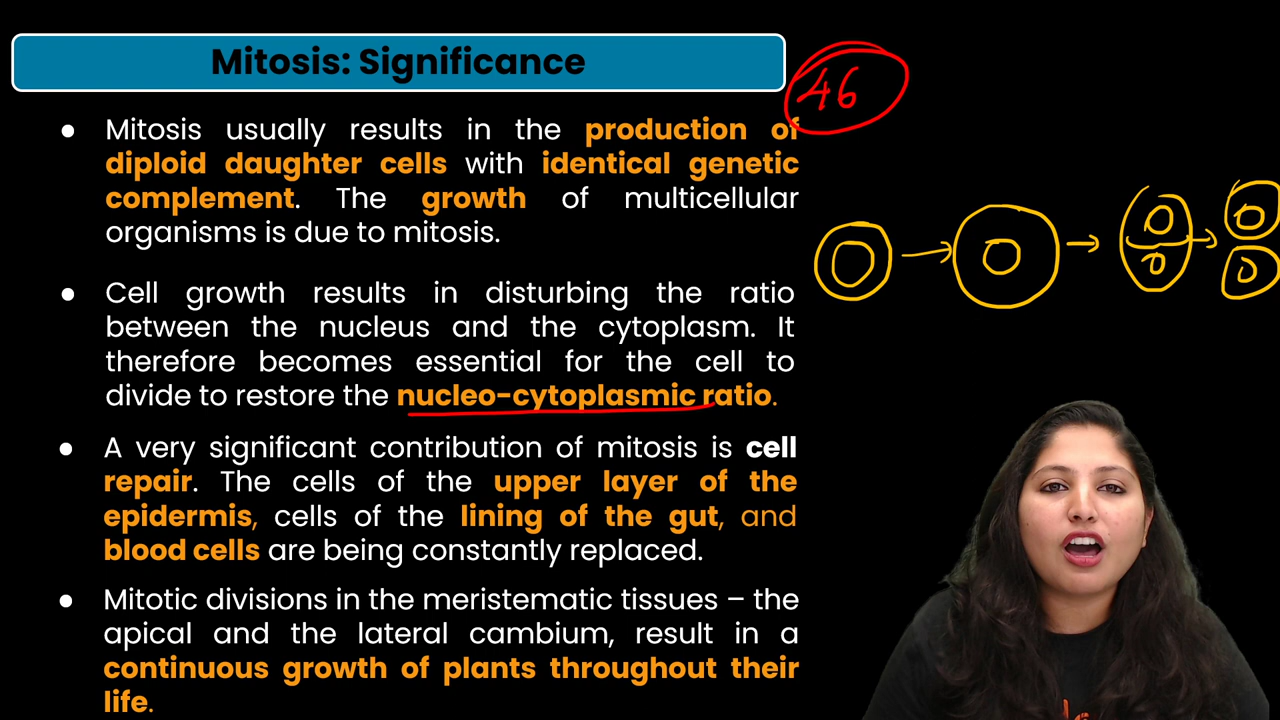 Mitosis: Significance
46
● Mitosis usually results in the production of
diploid daughter cells with identical genetic
complement. The growth of multicellular
organisms is due to mitosis.
● Cell growth results in disturbing the ratio
between the nucleus and the cytoplasm. It
therefore becomes essential for the cell to
divide to restore the nucleo-cytoplasmic ratio.
● A very significant contribution of mitosis is cell
repair. The cells of the upper layer of the
epidermis, cells of the lining of the gut, and
blood cells are being constantly replaced.
● Mitotic divisions in the meristematic tissues – the
apical and the lateral cambium, result in a
continuous growth of plants throughout their
life.